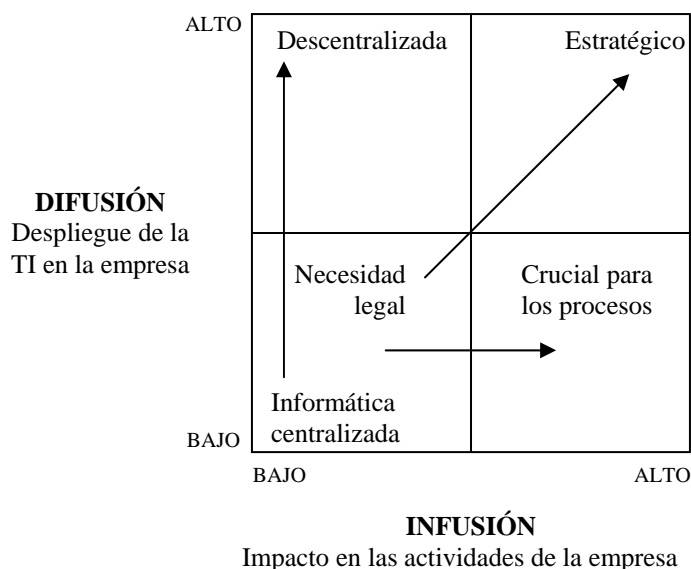 ALTO
Descentralizada
Estratégico
DIFUSIÓN
Despliegue de la
TI en la empresa
Necesidad
legal
Crucial para
los procesos
Informática
centralizada
BAJO
BAJO
ALTO
INFUSIÓN
Impacto en las actividades de la empresa